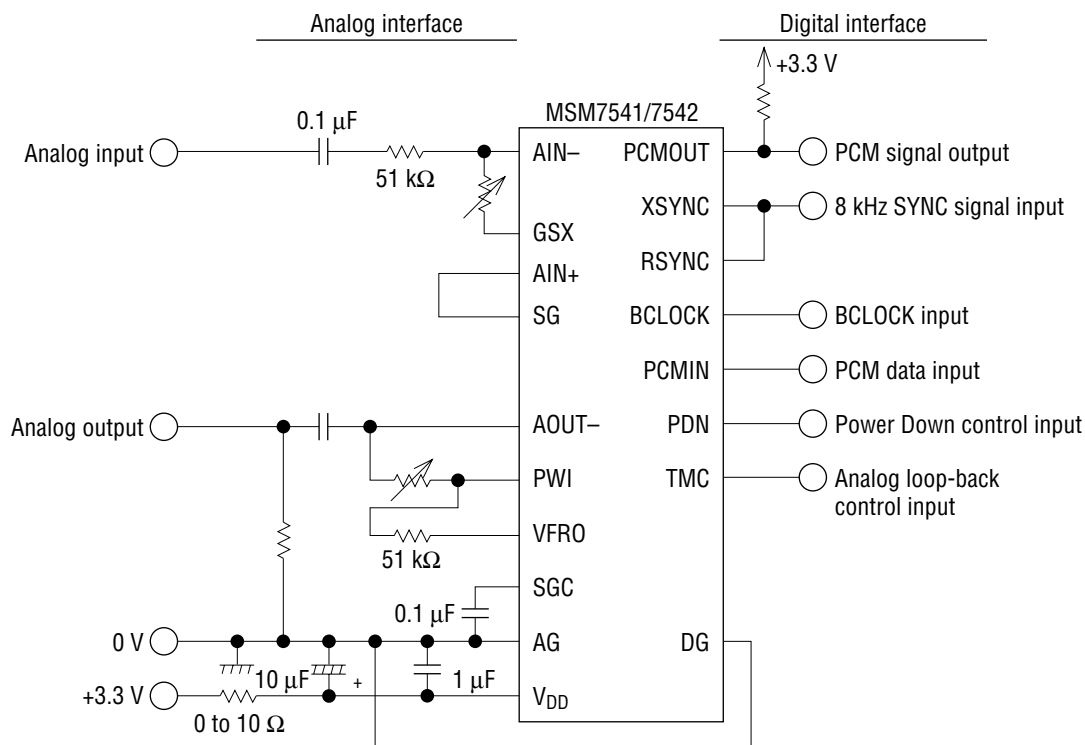 Analog interface
Digital interface
+3.3 V
MSM7541/7542
0.1 μF
Analog input
51 kΩ
AIN–
PCMOUT
PCM signal output
XSYNC
8 kHz SYNC signal input
GSX
RSYNC
AIN+
SG
BCLOCK
BCLOCK input
PCMIN
PCM data input
Analog output
AOUT–
PDN
Power Down control input
PWI
TMC
Analog loop-back
control input
VFRO
51 kΩ
SGC
0.1 μF
0 V
AG
DG
10 μF
+
1 μF
+3.3 V
VDD
0 to 10 Ω